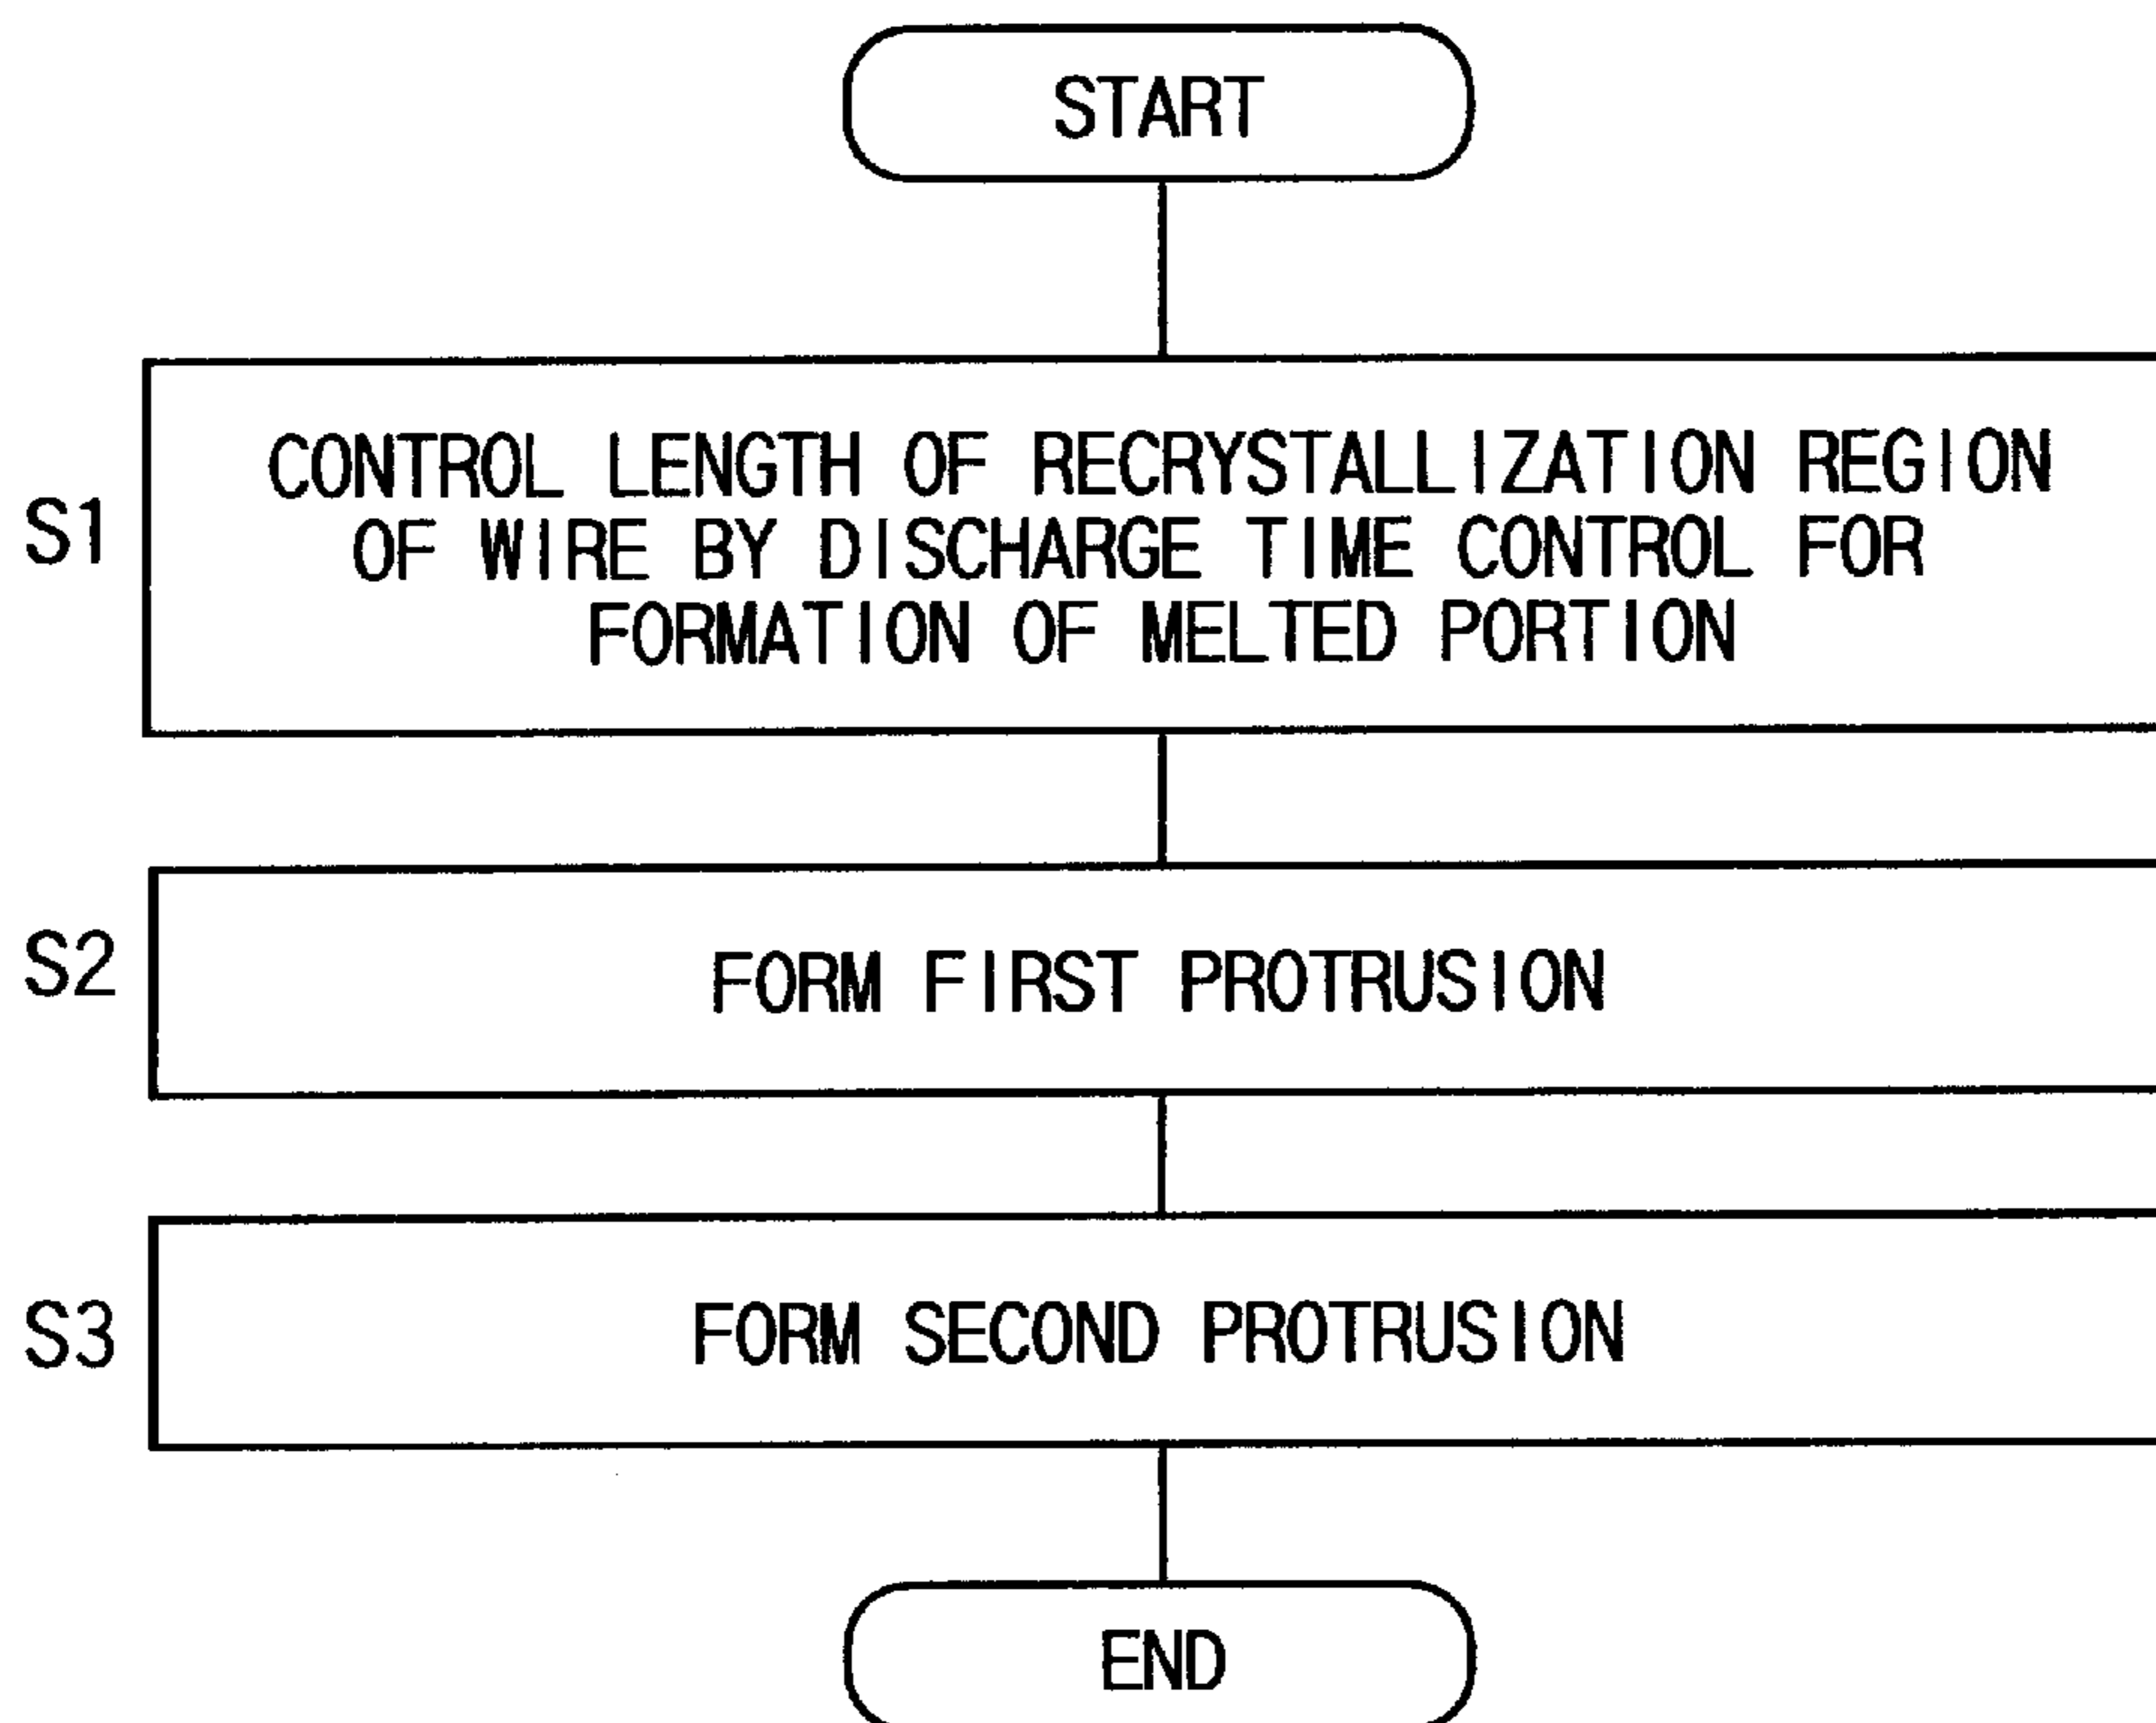 START
S1
CONTROL LENGTH OF RECRYSTALLIZATION REGION
OF WIRE BY DISCHARGE TIME CONTROL FOR
FORMATION OF MELTED PORTION
S2
FORM FIRST PROTRUSION
S3
FORM SECOND PROTRUSION
END